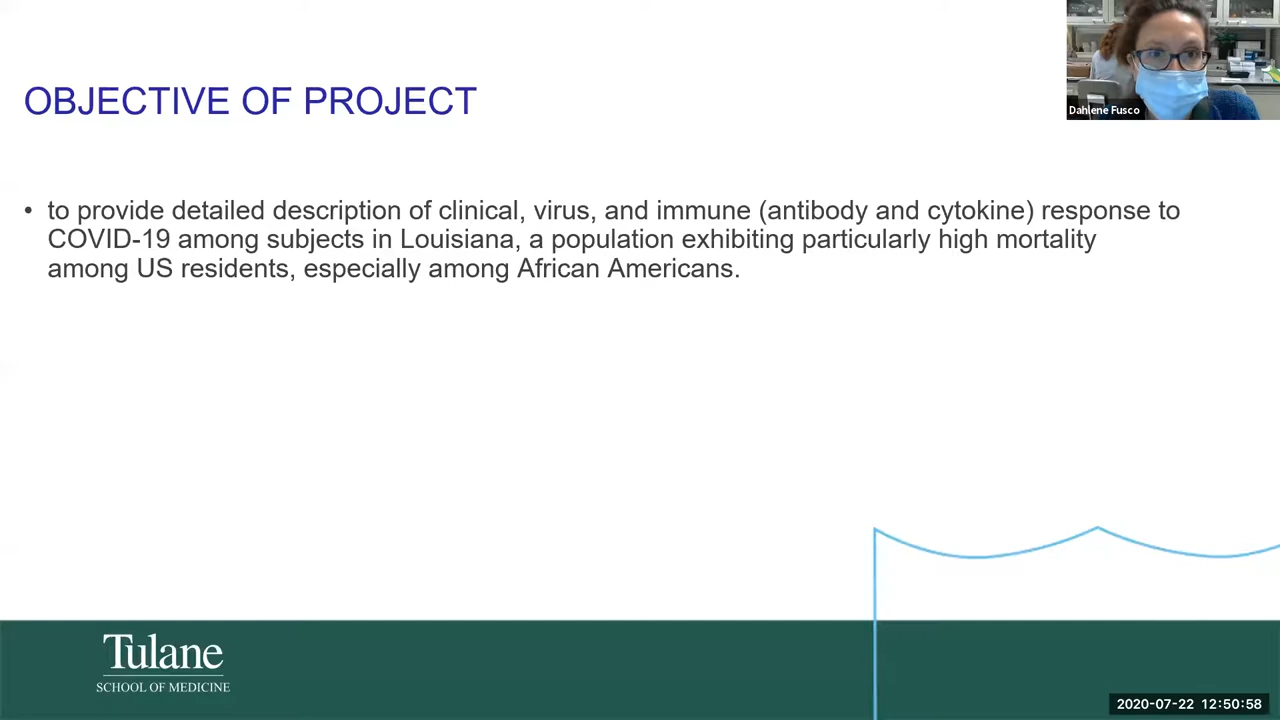 OBJECTIVE OF PROJECT
Dahlene Fusco
• to provide detailed description of clinical, virus, and immune (antibody and cytokine) response to
COVID-19 among subjects in Louisiana, a population exhibiting particularly high mortality
among US residents, especially among African Americans.
Tulane
SCHOOL OF MEDICINE
2020-07-22 12:50:58